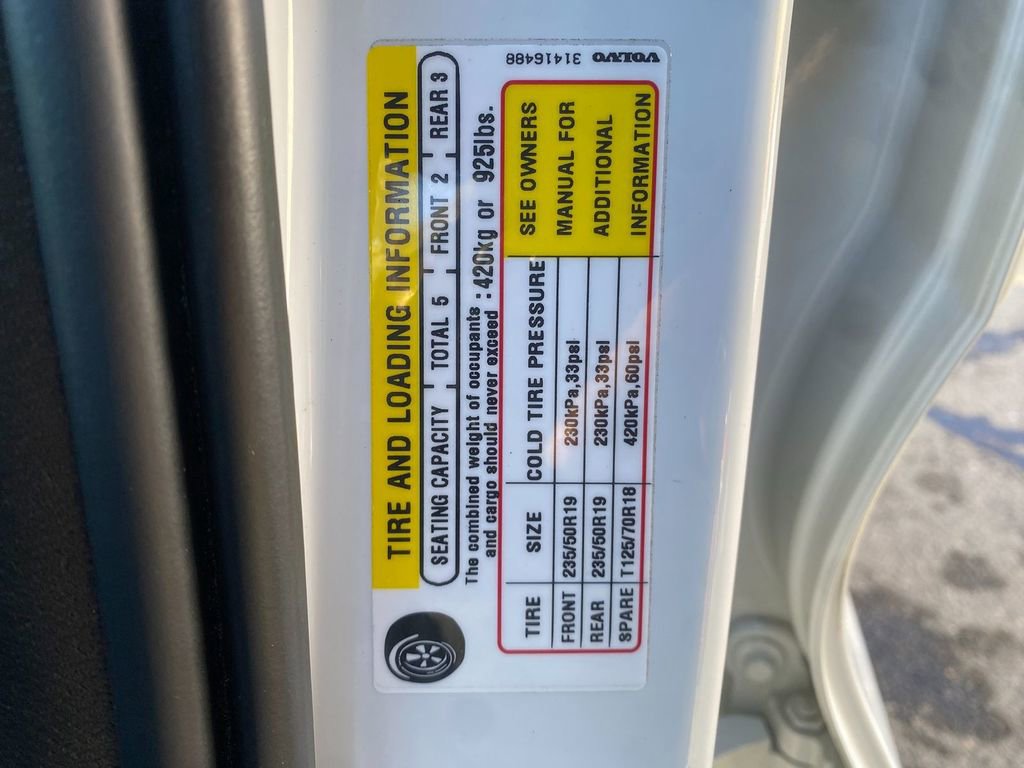 TIRE AND LOADING INFORMATION
SEATING CAPACITY TOTAL 5 FRONT 2 REAR 3
The combined weight of occupants
and cargo should never exceed : 420kg or 925lbs.
TIRE SIZE COLD TIRE PRESSURE
FRONT 235/50R19 230kPa,33psi
REAR 235/50R19 230kPa,33psi
SPARE T125/70R18 420kPa,60psi
SEE OWNERS
MANUAL FOR
ADDITIONAL
INFORMATION
VOLVO 31416488